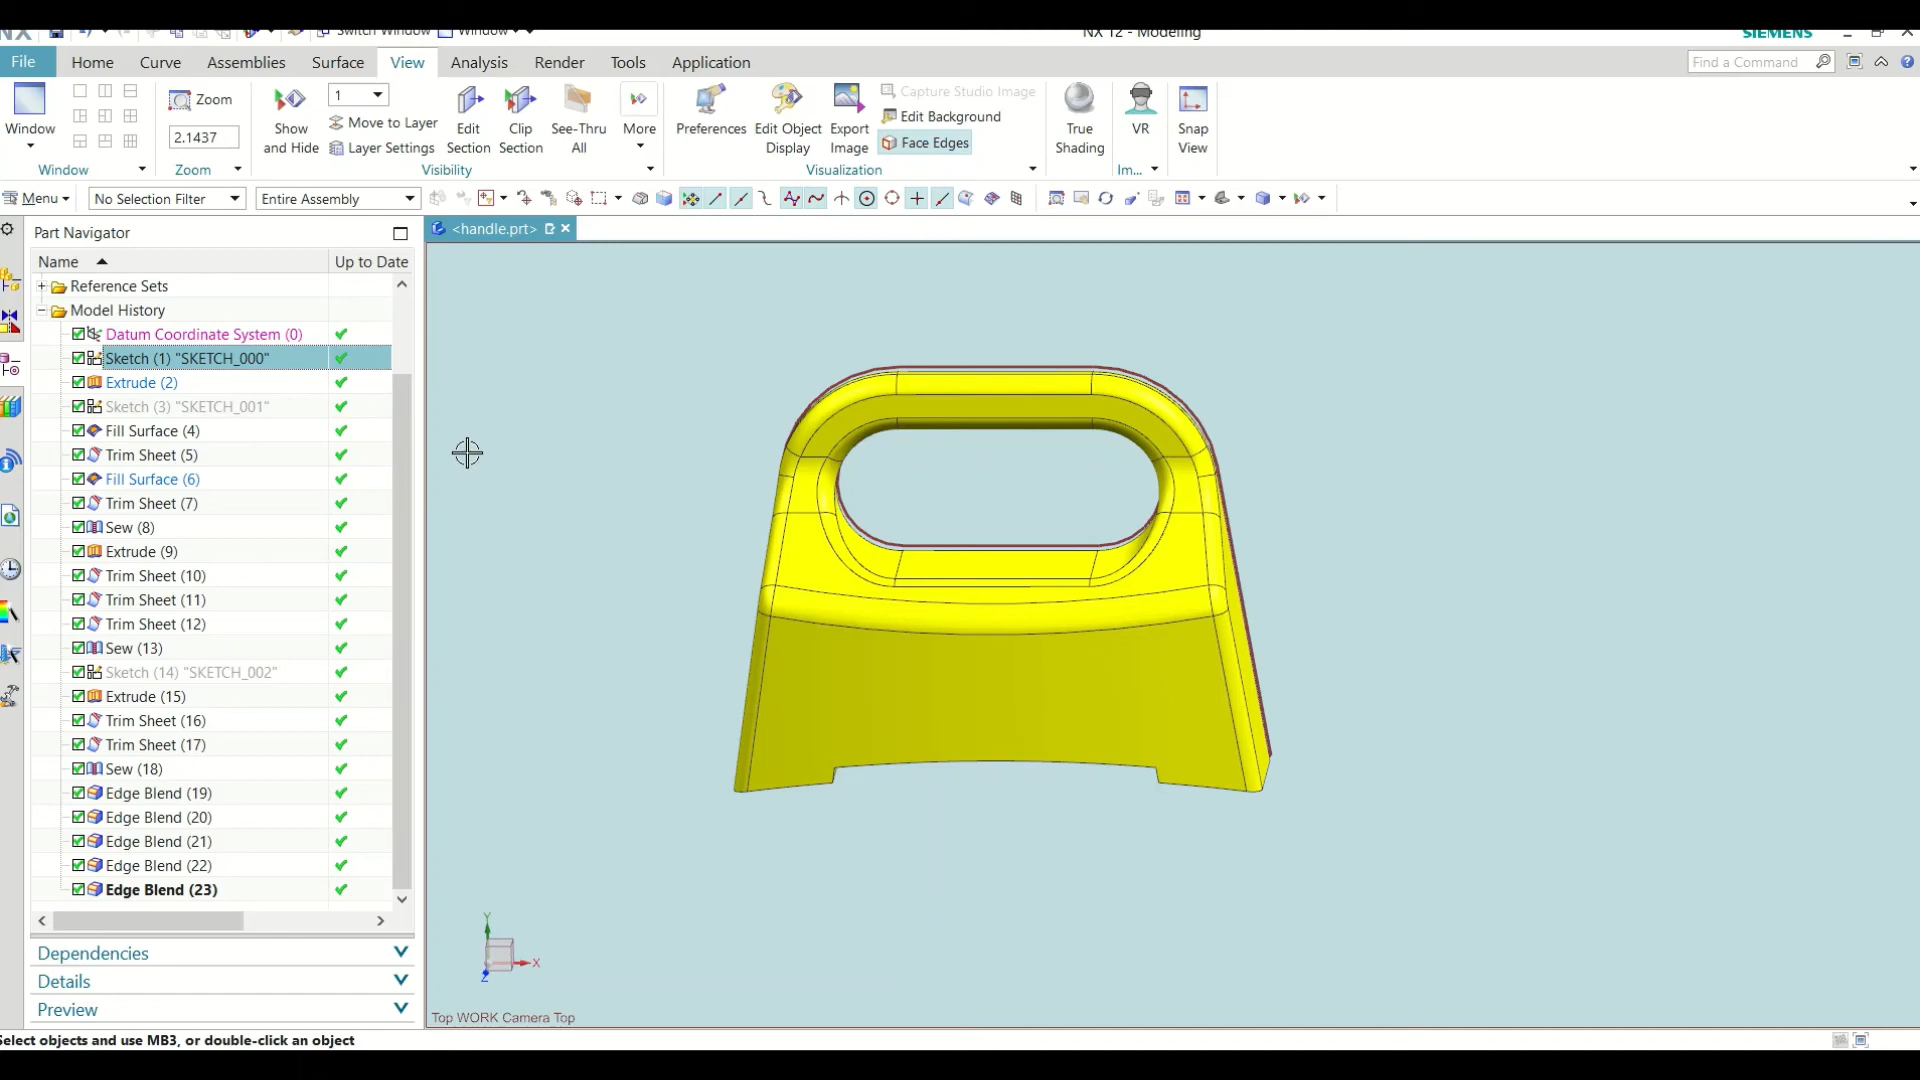 NX
Switch Window
Window
NX 12 - Modeling
SIEMENS
File
Home
Curve
Assemblies
Surface
View
Analysis
Render
Tools
Application
Find a Command
Window
Zoom
2.1437
Show
and Hide
1
Move to Layer
Layer Settings
Edit
Section
Clip
Section
See-Thru
All
More
Preferences
Edit Object
Display
Export
Image
Capture Studio Image
Edit Background
Face Edges
True
Shading
VR
Snap
View
Window
Zoom
Visibility
Visualization
Im...
Menu
No Selection Filter
Entire Assembly
Part Navigator
<handle.prt>
Name
Up to Date
Reference Sets
Model History
Datum Coordinate System (0)
Sketch (1) "SKETCH_000"
Extrude (2)
Sketch (3) "SKETCH_001"
Fill Surface (4)
Trim Sheet (5)
Fill Surface (6)
Trim Sheet (7)
Sew (8)
Extrude (9)
Trim Sheet (10)
Trim Sheet (11)
Trim Sheet (12)
Sew (13)
Sketch (14) "SKETCH_002"
Extrude (15)
Trim Sheet (16)
Trim Sheet (17)
Sew (18)
Edge Blend (19)
Edge Blend (20)
Edge Blend (21)
Edge Blend (22)
Edge Blend (23)
Dependencies
Details
Preview
Y
X
Z
Top WORK Camera Top
Select objects and use MB3, or double-click an object